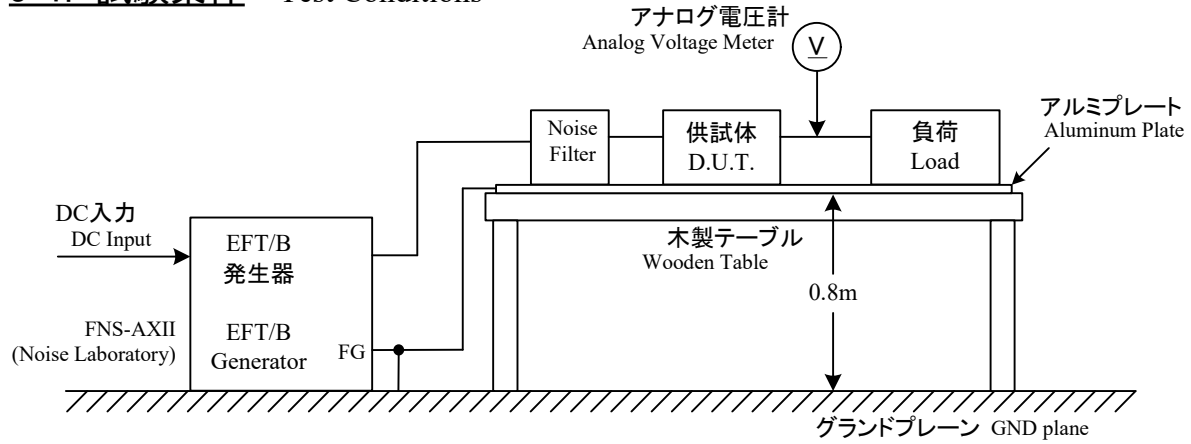 Test Conditions
アナログ電圧計
Analog Voltage Meter
V
アルミプレート
Aluminum Plate
Noise
Filter
供試体
D.U.T.
負荷
Load
DC入力
DC Input
EFT/B
発生器
木製テーブル
Wooden Table
0.8m
FNS-AXII
(Noise Laboratory)
EFT/B
Generator
FG
グランドプレーン GND plane